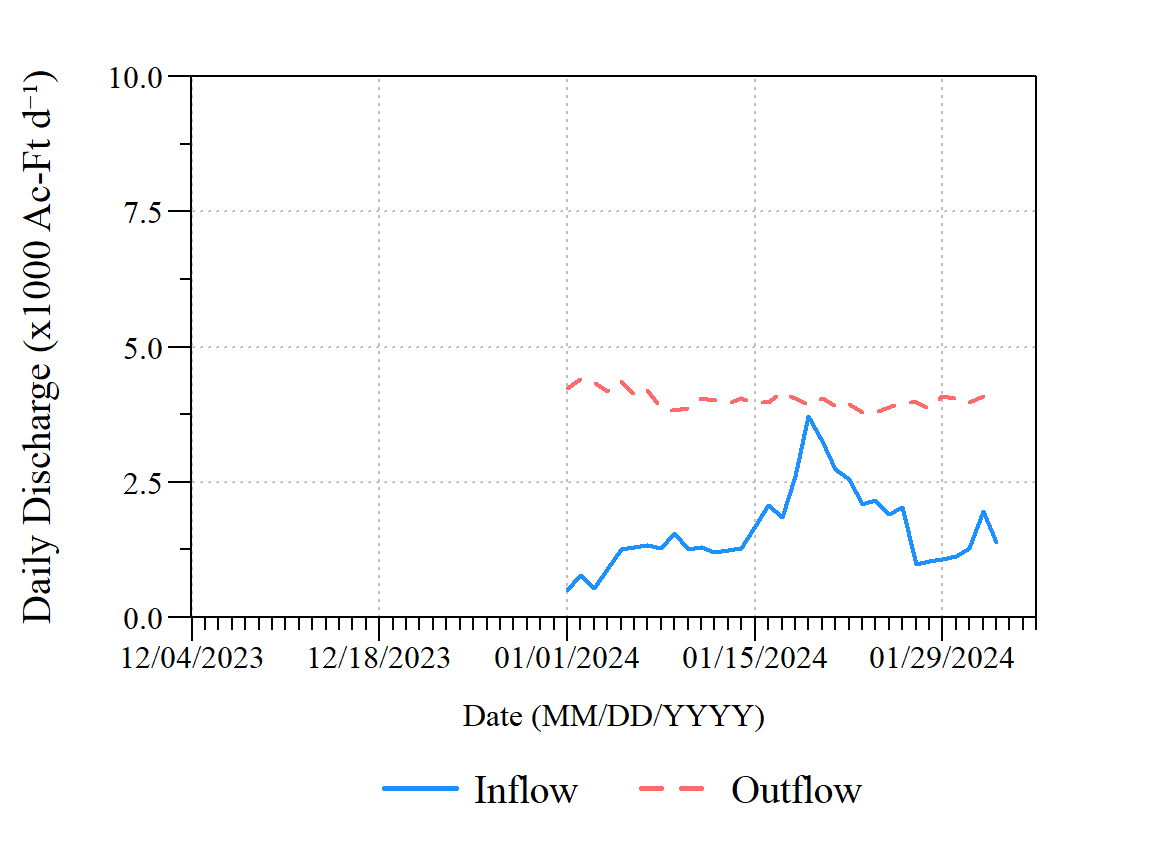 Daily Discharge (x1000 Ac-Ft d⁻¹)
10.0
7.5
5.0
2.5
0.0
12/04/2023 12/18/2023 01/01/2024 01/15/2024 01/29/2024
Date (MM/DD/YYYY)
Inflow Outflow